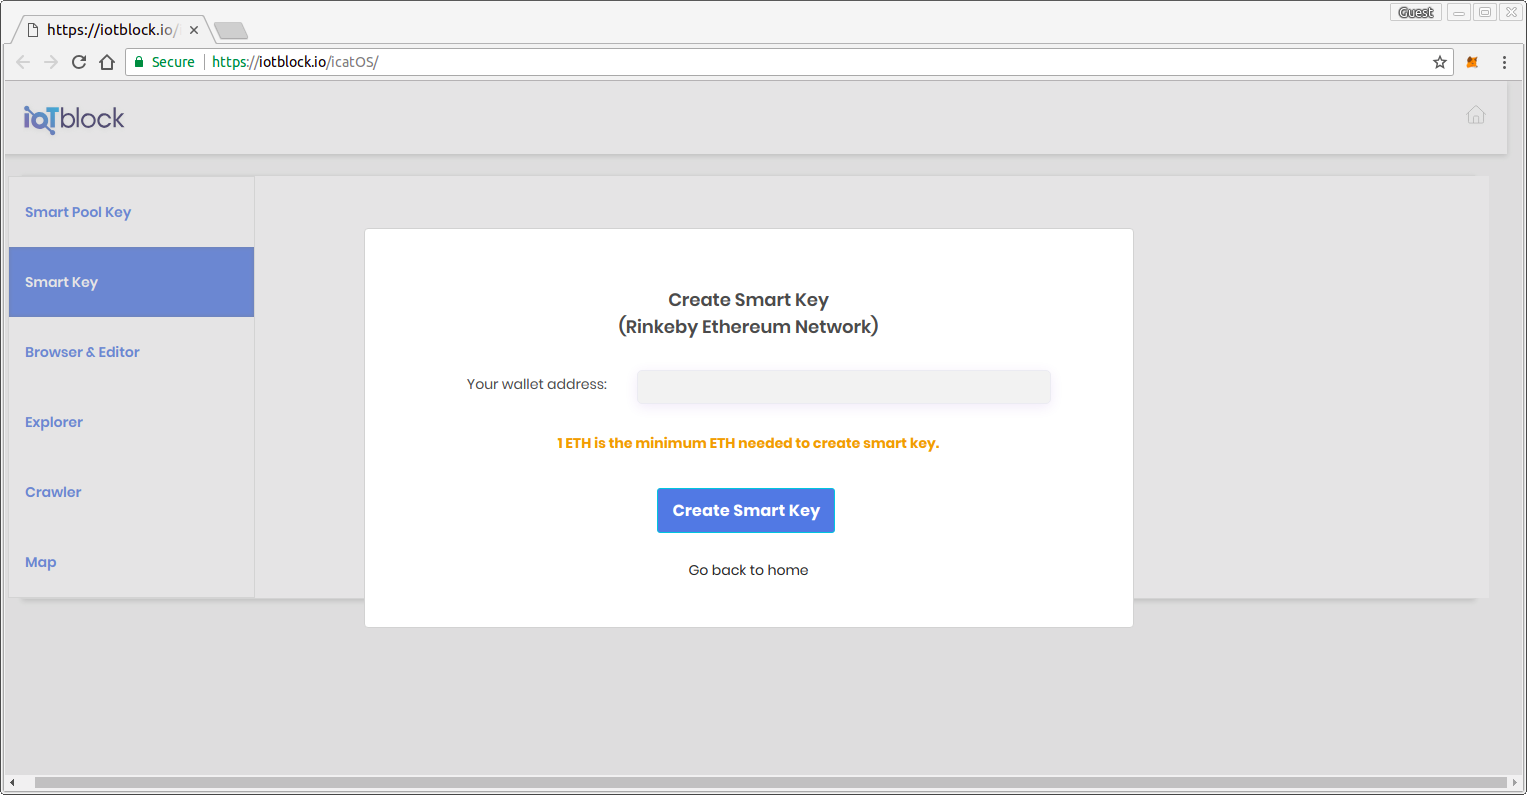 Guest
https://iotblock.io/
Secure
https://iotblock.io/icatOS/
ioTblock
Smart Pool Key
Smart Key
Browser & Editor
Explorer
Crawler
Map
Create Smart Key
(Rinkeby Ethereum Network)
Your wallet address:
1 ETH is the minimum ETH needed to create smart key.
Create Smart Key
Go back to home